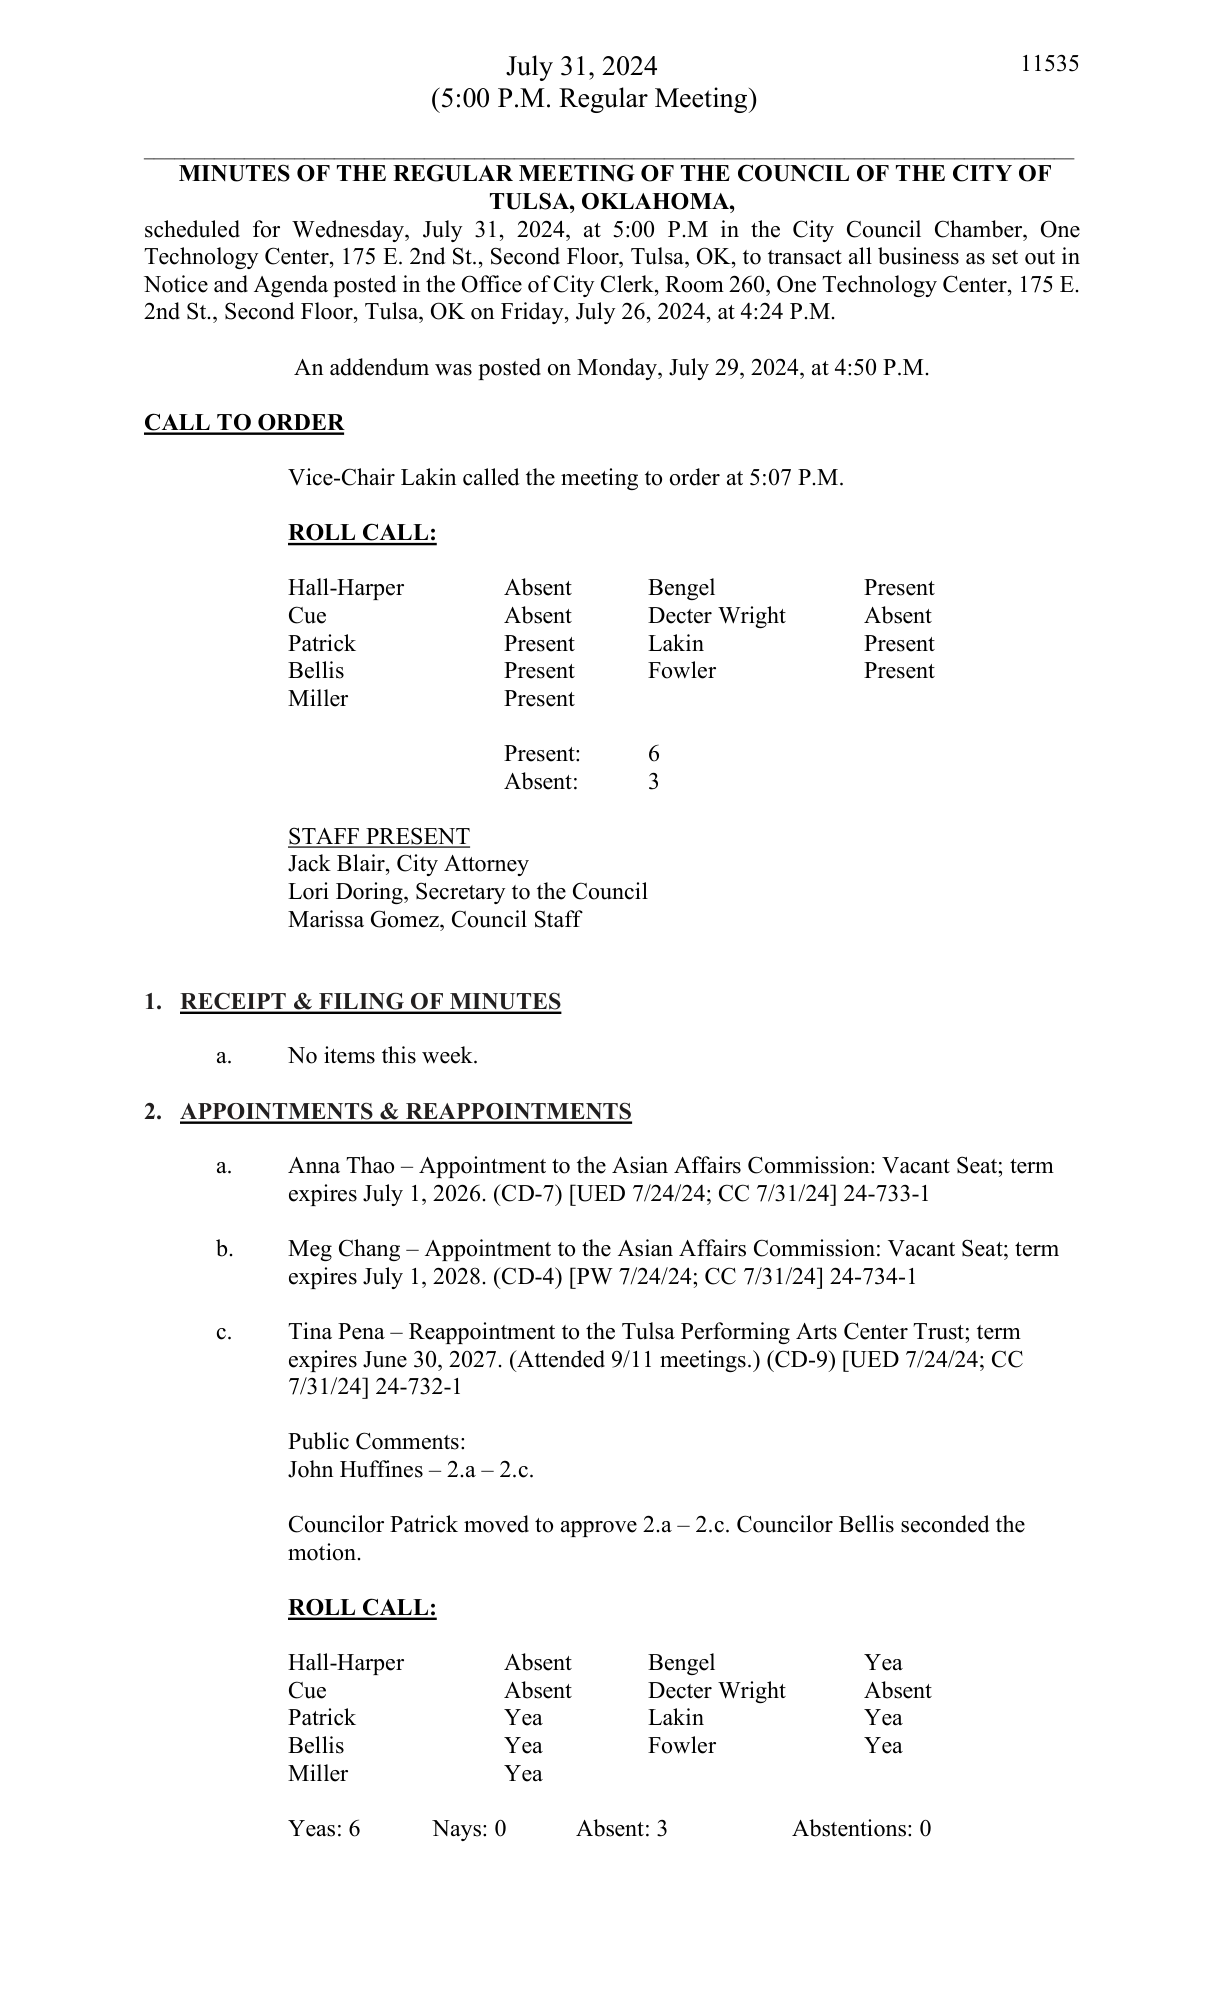 July 31, 2024
11535
(5:00 P.M. Regular Meeting)
MINUTES OF THE REGULAR MEETING OF THE COUNCIL OF THE CITY OF
TULSA, OKLAHOMA,
scheduled for Wednesday, July 31, 2024, at 5:00 P.M in the City Council Chamber, One
Technology Center, 175 E. 2nd St., Second Floor, Tulsa, OK, to transact all business as set out in
Notice and Agenda posted in the Office of City Clerk, Room 260, One Technology Center, 175 E.
2nd St., Second Floor, Tulsa, OK on Friday, July 26, 2024, at 4:24 P.M.
An addendum was posted on Monday, July 29, 2024, at 4:50 P.M.
CALL TO ORDER
Vice-Chair Lakin called the meeting to order at 5:07 P.M.
ROLL CALL:
Hall-Harper Absent Bengel Present
Cue Absent Decter Wright Absent
Patrick Present Lakin Present
Bellis Present Fowler Present
Miller Present
Present: 6
Absent: 3
STAFF PRESENT
Jack Blair, City Attorney
Lori Doring, Secretary to the Council
Marissa Gomez, Council Staff
1. RECEIPT & FILING OF MINUTES
a. No items this week.
2. APPOINTMENTS & REAPPOINTMENTS
a. Anna Thao – Appointment to the Asian Affairs Commission: Vacant Seat; term
expires July 1, 2026. (CD-7) [UED 7/24/24; CC 7/31/24] 24-733-1
b. Meg Chang – Appointment to the Asian Affairs Commission: Vacant Seat; term
expires July 1, 2028. (CD-4) [PW 7/24/24; CC 7/31/24] 24-734-1
c. Tina Pena – Reappointment to the Tulsa Performing Arts Center Trust; term
expires June 30, 2027. (Attended 9/11 meetings.) (CD-9) [UED 7/24/24; CC
7/31/24] 24-732-1
Public Comments:
John Huffines – 2.a – 2.c.
Councilor Patrick moved to approve 2.a – 2.c. Councilor Bellis seconded the
motion.
ROLL CALL:
Hall-Harper Absent Bengel Yea
Cue Absent Decter Wright Absent
Patrick Yea Lakin Yea
Bellis Yea Fowler Yea
Miller Yea
Yeas: 6 Nays: 0 Absent: 3 Abstentions: 0